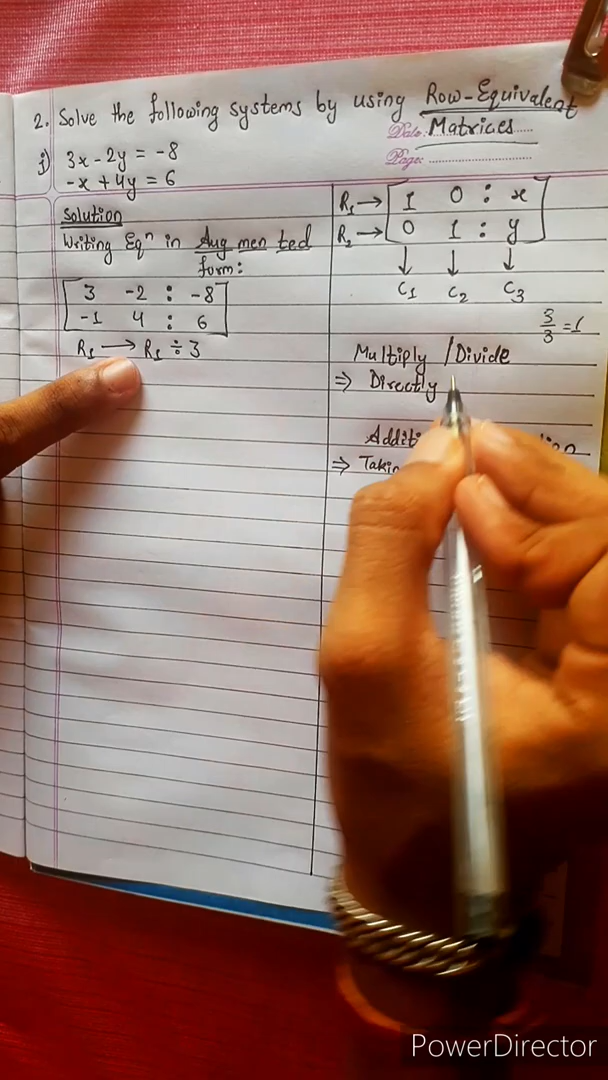 2. Solve the following systems by using Row-Equivalent
Matrices
Date:
Page:
i) 3x - 2y = -8
-x + 4y = 6
Solution
Writing Eqⁿ in Augmented
form:
[3 -2 : -8]
[-1 4 : 6]
R₁ → R₁ ÷ 3
R₁ → [1 0 : x]
R₂ → [0 1 : y]
↓ ↓ ↓
C₁ C₂ C₃
3/3 = 1
Multiply / Divide
⇒ Directly
⇒
PowerDirector